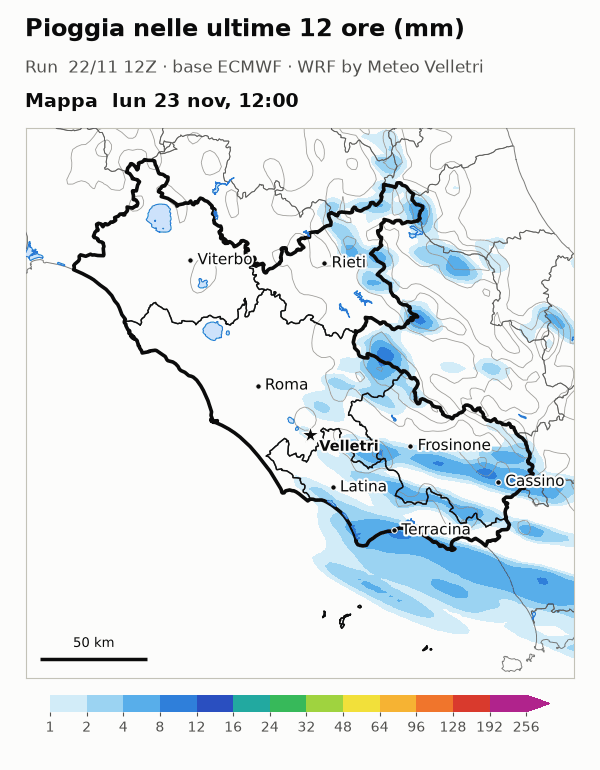 Pioggia nelle ultime 12 ore (mm)
Run 22/11 12Z · base ECMWF · WRF by Meteo Velletri
Mappa lun 23 nov, 12:00
Viterbo
Rieti
Roma
Velletri
Frosinone
Cassino
Latina
Terracina
50 km
1 2 4 8 12 16 24 32 48 64 96 128 192 256